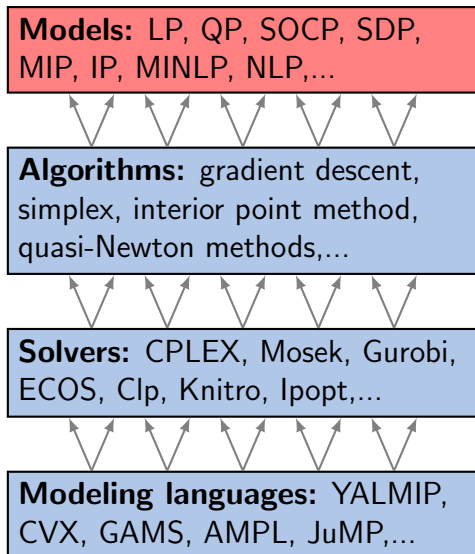 Models: LP, QP, SOCP, SDP,
MIP, IP, MINLP, NLP,...
Algorithms: gradient descent,
simplex, interior point method,
quasi-Newton methods,...
Solvers: CPLEX, Mosek, Gurobi,
ECOS, Clp, Knitro, Ipopt,...
Modeling languages: YALMIP,
CVX, GAMS, AMPL, JuMP,...